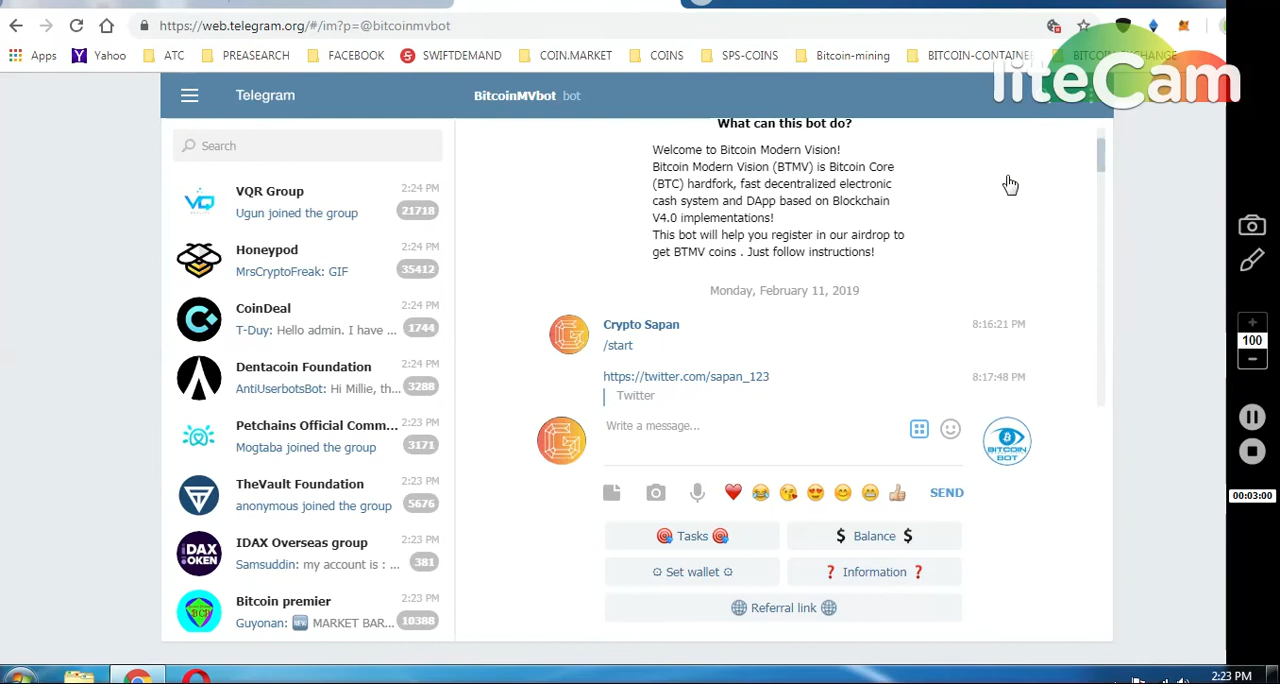 https://web.telegram.org/#/im?p=@bitcoinmvbot
Apps
Yahoo
ATC
PREASEARCH
FACEBOOK
SWIFTDEMAND
COIN.MARKET
COINS
SPS-COINS
Bitcoin-mining
BITCOIN-CONTAINE
BITCOIN-EXCHANGE
liteCam
Telegram
BitcoinMVbot bot
Search
VQR Group 2:24 PM
Ugun joined the group 21718
Honeypod 2:24 PM
MrsCryptoFreak: GIF 35412
CoinDeal 2:24 PM
T-Duy: Hello admin. I have ... 1744
Dentacoin Foundation 2:24 PM
AntiUserbotsBot: Hi Millie, th... 3288
Petchains Official Comm... 2:23 PM
Mogtaba joined the group 3171
TheVault Foundation 2:23 PM
anonymous joined the group 5676
IDAX Overseas group 2:23 PM
Samsuddin: my account is : ... 381
Bitcoin premier 2:23 PM
Guyonan: 🆕 MARKET BAR... 10388
What can this bot do?
Welcome to Bitcoin Modern Vision!
Bitcoin Modern Vision (BTMV) is Bitcoin Core
(BTC) hardfork, fast decentralized electronic
cash system and DApp based on Blockchain
V4.0 implementations!
This bot will help you register in our airdrop to
get BTMV coins . Just follow instructions!
Monday, February 11, 2019
Crypto Sapan 8:16:21 PM
/start
https://twitter.com/sapan_123 8:17:48 PM
Twitter
Write a message...
BITCOIN
BOT
SEND
🎯 Tasks 🎯
💲 Balance 💲
Set wallet
❓ Information ❓
🌐 Referral link 🌐
IDAX
OKEN
100
00:03:00
2:23 PM